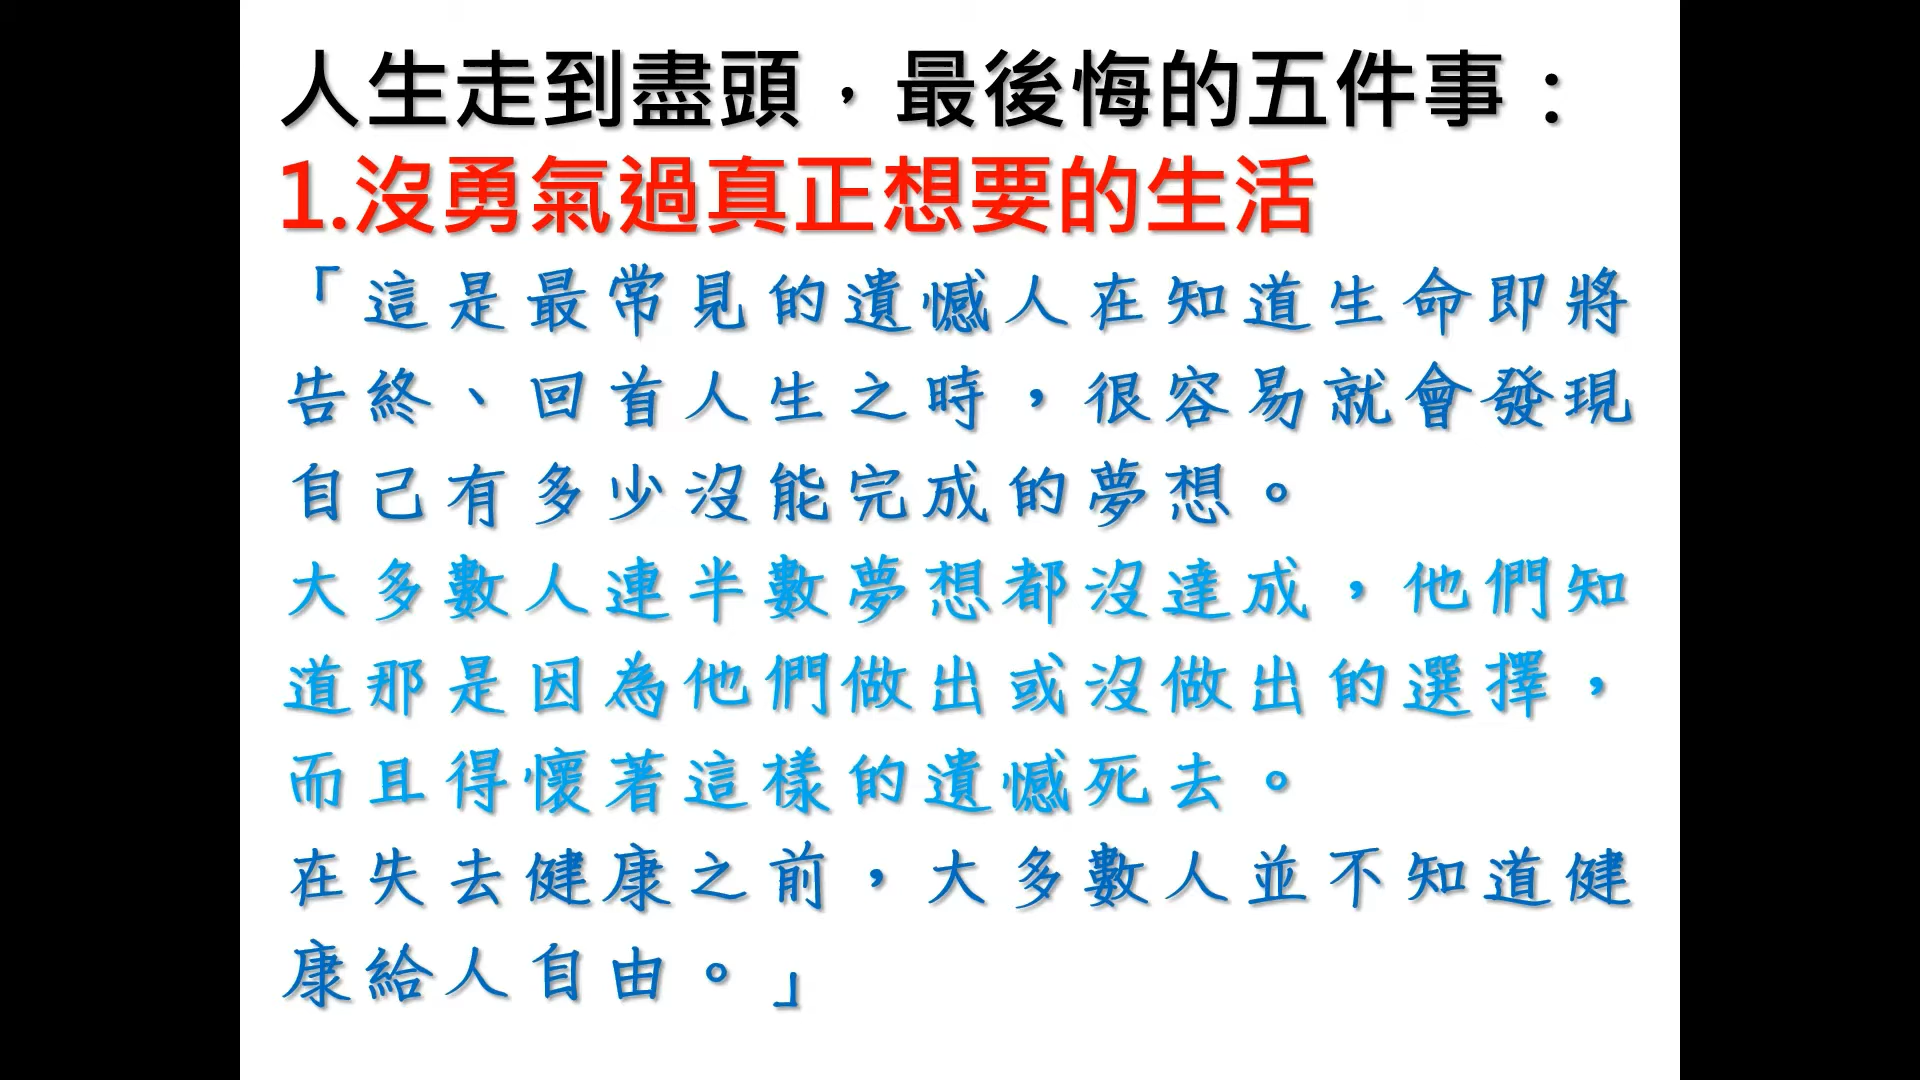 人生走到盡頭，最後悔的五件事：
1.沒勇氣過真正想要的生活
「這是最常見的遺憾人在知道生命即將
告終、回首人生之時，很容易就會發現
自己有多少沒能完成的夢想。
大多數人連半數夢想都沒達成，他們知
道那是因為他們做出或沒做出的選擇，
而且得懷著這樣的遺憾死去。
在失去健康之前，大多數人並不知道健
康給人自由。」